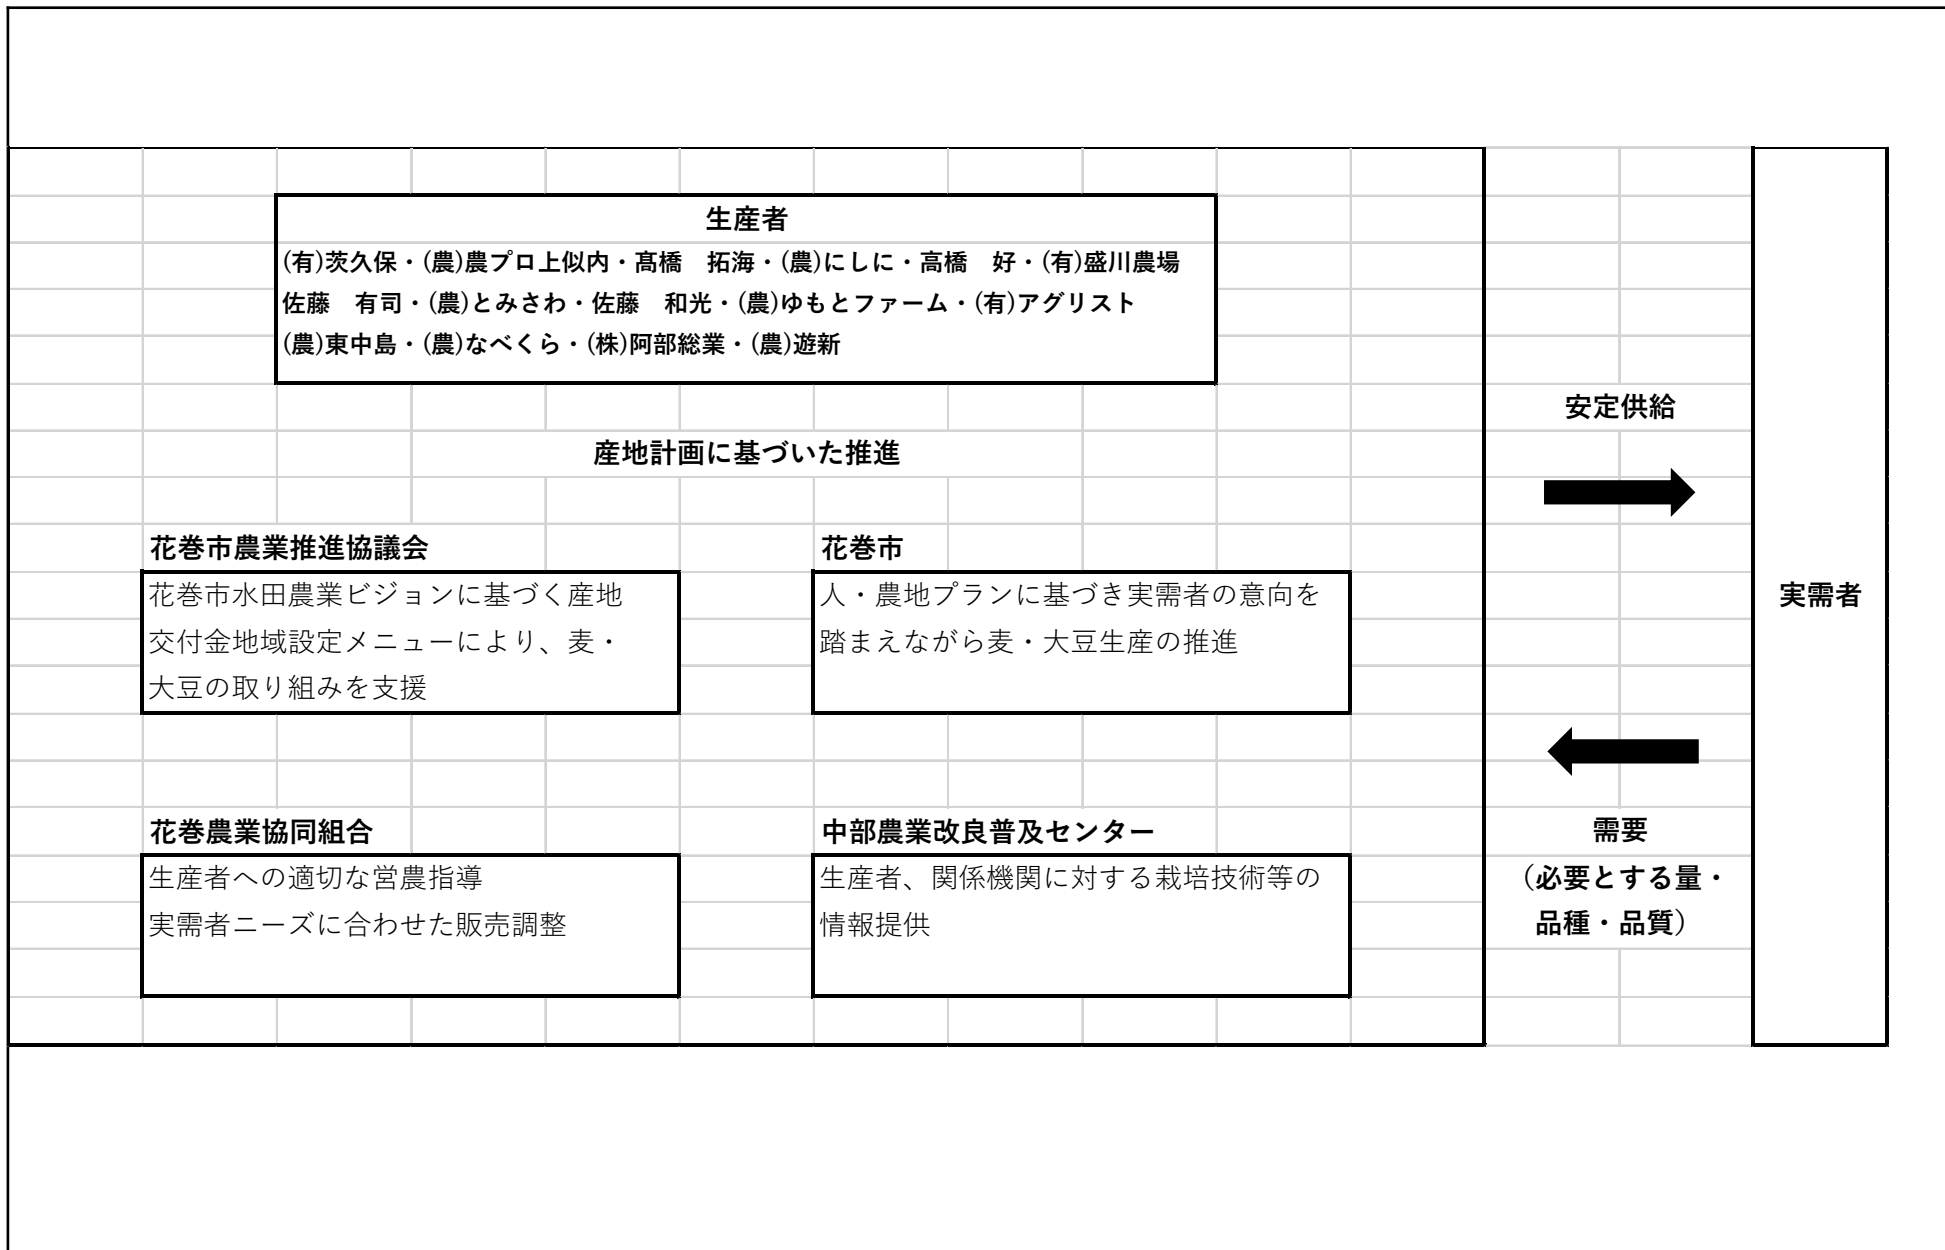 生産者
(有)茨久保・(農)農プロ上似内・髙橋　拓海・(農)にしに・高橋　好・(有)盛川農場
佐藤　有司・(農)とみさわ・佐藤　和光・(農)ゆもとファーム・(有)アグリスト
(農)東中島・(農)なべくら・(株)阿部総業・(農)遊新
産地計画に基づいた推進
花巻市農業推進協議会
花巻市水田農業ビジョンに基づく産地
交付金地域設定メニューにより、麦・
大豆の取り組みを支援
花巻市
人・農地プランに基づき実需者の意向を
踏まえながら麦・大豆生産の推進
花巻農業協同組合
生産者への適切な営農指導
実需者ニーズに合わせた販売調整
中部農業改良普及センター
生産者、関係機関に対する栽培技術等の
情報提供
安定供給
需要
（必要とする量・
品種・品質）
実需者